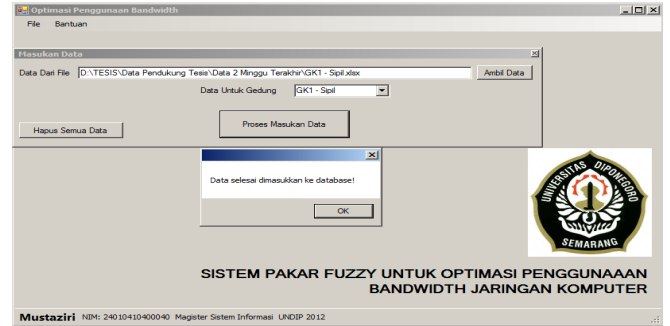 Optimasi Penggunaan Bandwidth
File Bantuan
Masukan Data
Data Dari File D:\TESIS\Data Pendukung Tesis\Data 2 Minggu Terakhir\GK1 - Sipil.xlsx Ambil Data
Data Untuk Gedung GK1 - Sipil
Hapus Semua Data Proses Masukan Data
Data selesai dimasukkan ke database!
OK
UNIVERSITAS DIPONEGORO
SEMARANG
SISTEM PAKAR FUZZY UNTUK OPTIMASI PENGGUNAAAN
BANDWIDTH JARINGAN KOMPUTER
Mustaziri NIM: 24010410400040 Magister Sistem Informasi UNDIP 2012